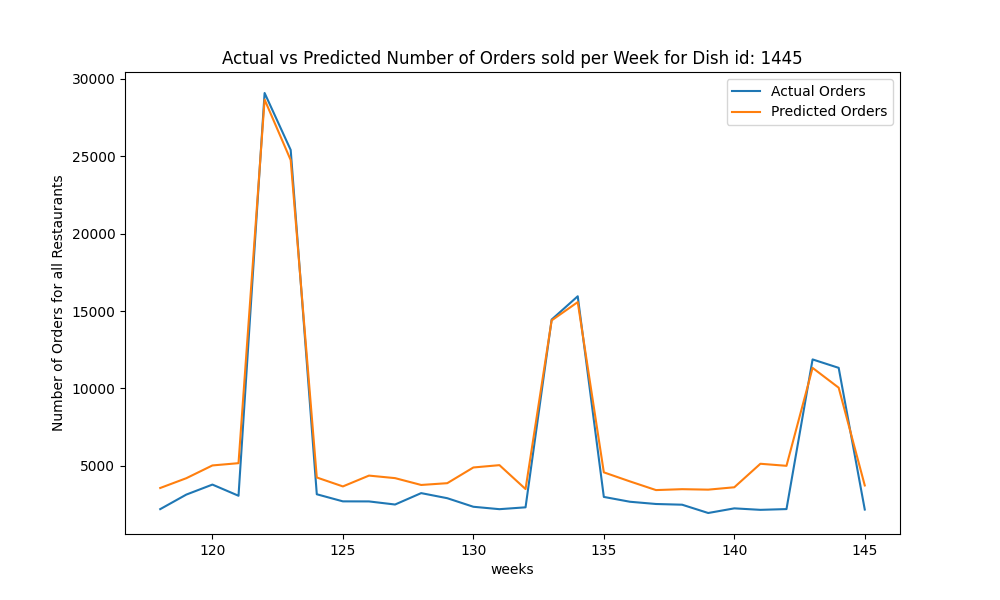 Actual vs Predicted Number of Orders sold per Week for Dish id: 1445
Actual Orders
Predicted Orders
Number of Orders for all Restaurants
30000
25000
20000
15000
10000
5000
120 125 130 135 140 145
weeks